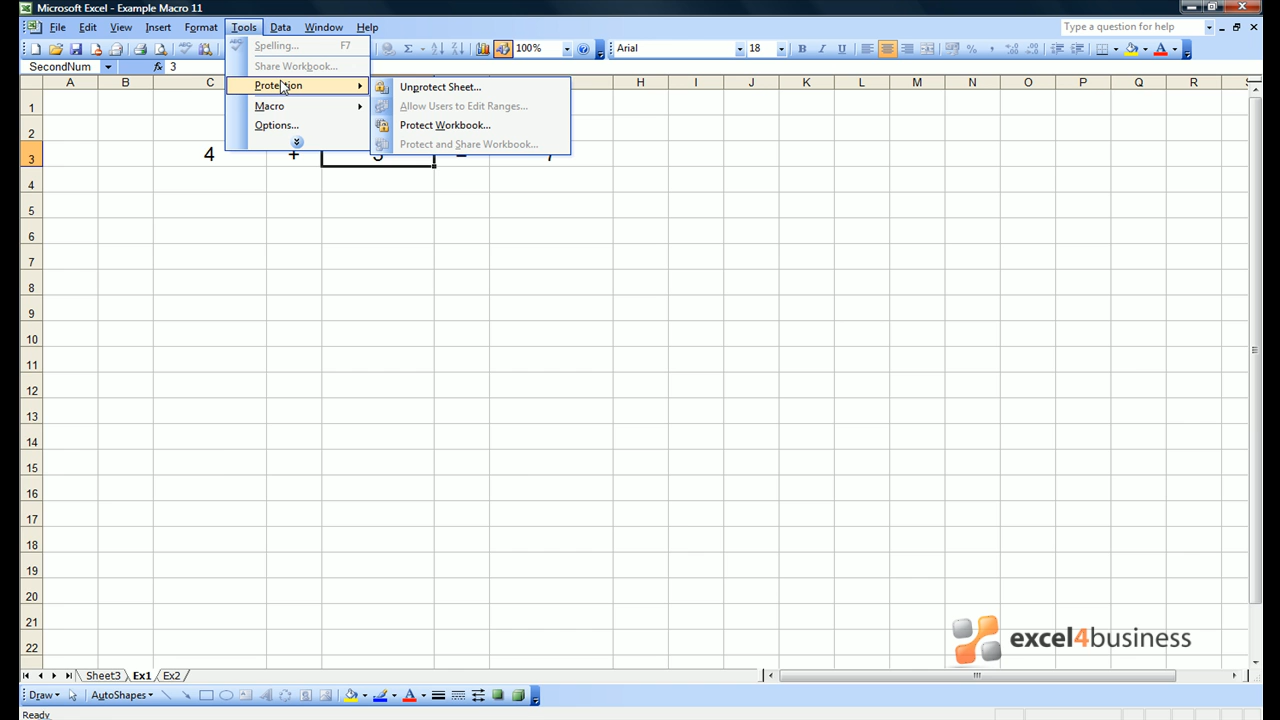 Microsoft Excel - Example Macro 11
File Edit View Insert Format Tools Data Window Help Type a question for help
100% Arial 18 B I U
SecondNum fx 3
Spelling... F7
Share Workbook...
Protection
Macro
Options...
Unprotect Sheet...
Allow Users to Edit Ranges...
Protect Workbook...
Protect and Share Workbook...
A B C H I J K L M N O P Q R
1
2
3 4 + 3 = 7
4
5
6
7
8
9
10
11
12
13
14
15
16
17
18
19
20
21
22
excel4business
Sheet3 Ex1 Ex2
Draw AutoShapes
Ready